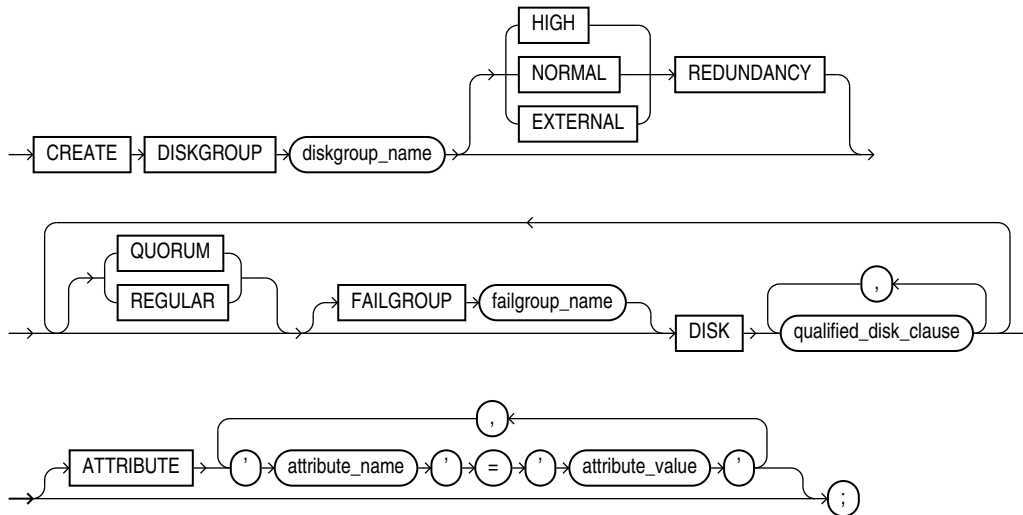 HIGH
NORMAL
REDUNDANCY
EXTERNAL
CREATE DISKGROUP diskgroup_name
QUORUM
REGULAR
FAILGROUP failgroup_name
,
DISK qualified_disk_clause
,
ATTRIBUTE ' attribute_name ' = ' attribute_value '
;